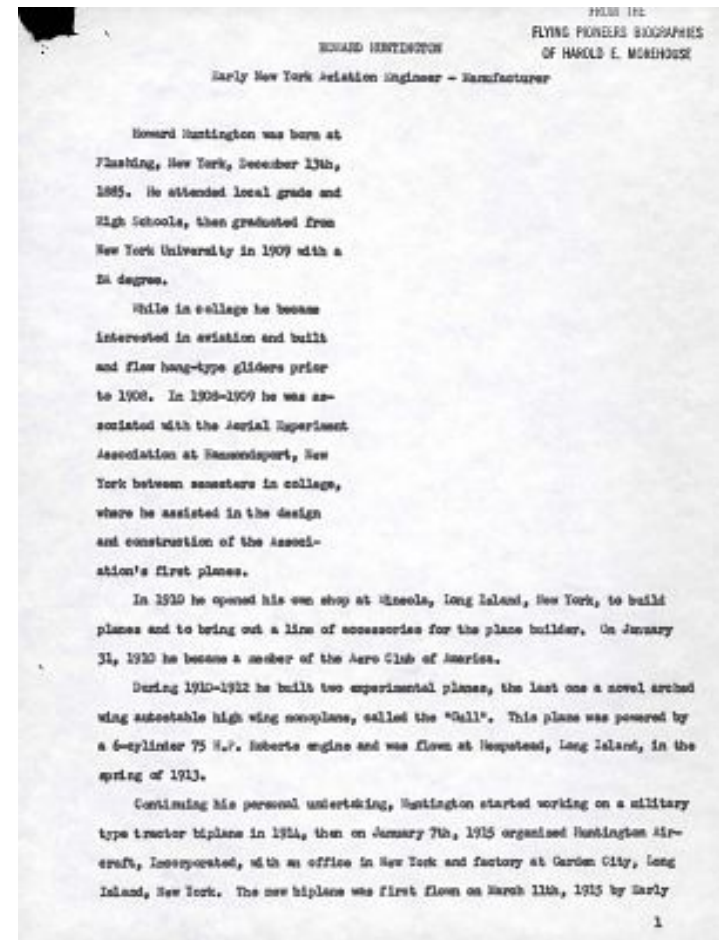 FROM THE
FLYING PIONEERS BIOGRAPHIES
OF HAROLD E. MOREHOUSE
HOWARD HUNTINGTON
Early New York Aviation Engineer - Manufacturer
Howard Huntington was born at
Flushing, New York, December 13th,
1885. He attended local grade and
High Schools, then graduated from
New York University in 1909 with a
BA degree.
While in college he became
interested in aviation and built
and flew hang-type gliders prior
to 1908. In 1908-1909 he was as-
sociated with the Aerial Experiment
Association at Hammondsport, New
York between semesters in college,
where he assisted in the design
and construction of the Associ-
ation's first planes.
In 1910 he opened his own shop at Mineola, Long Island, New York, to build
planes and to bring out a line of accessories for the plane builder. On January
31, 1910 he became a member of the Aero Club of America.
During 1910-1912 he built two experimental planes, the last one a novel arched
wing autostable high wing monoplane, called the "Gull". This plane was powered by
a 6-cylinder 75 H.P. Roberts engine and was flown at Hempstead, Long Island, in the
spring of 1913.
Continuing his personal undertaking, Huntington started working on a military
type tractor biplane in 1914, then on January 7th, 1915 organized Huntington Air-
craft, Incorporated, with an office in New York and factory at Garden City, Long
Island, New York. The new biplane was first flown on March 11th, 1915 by Early
1